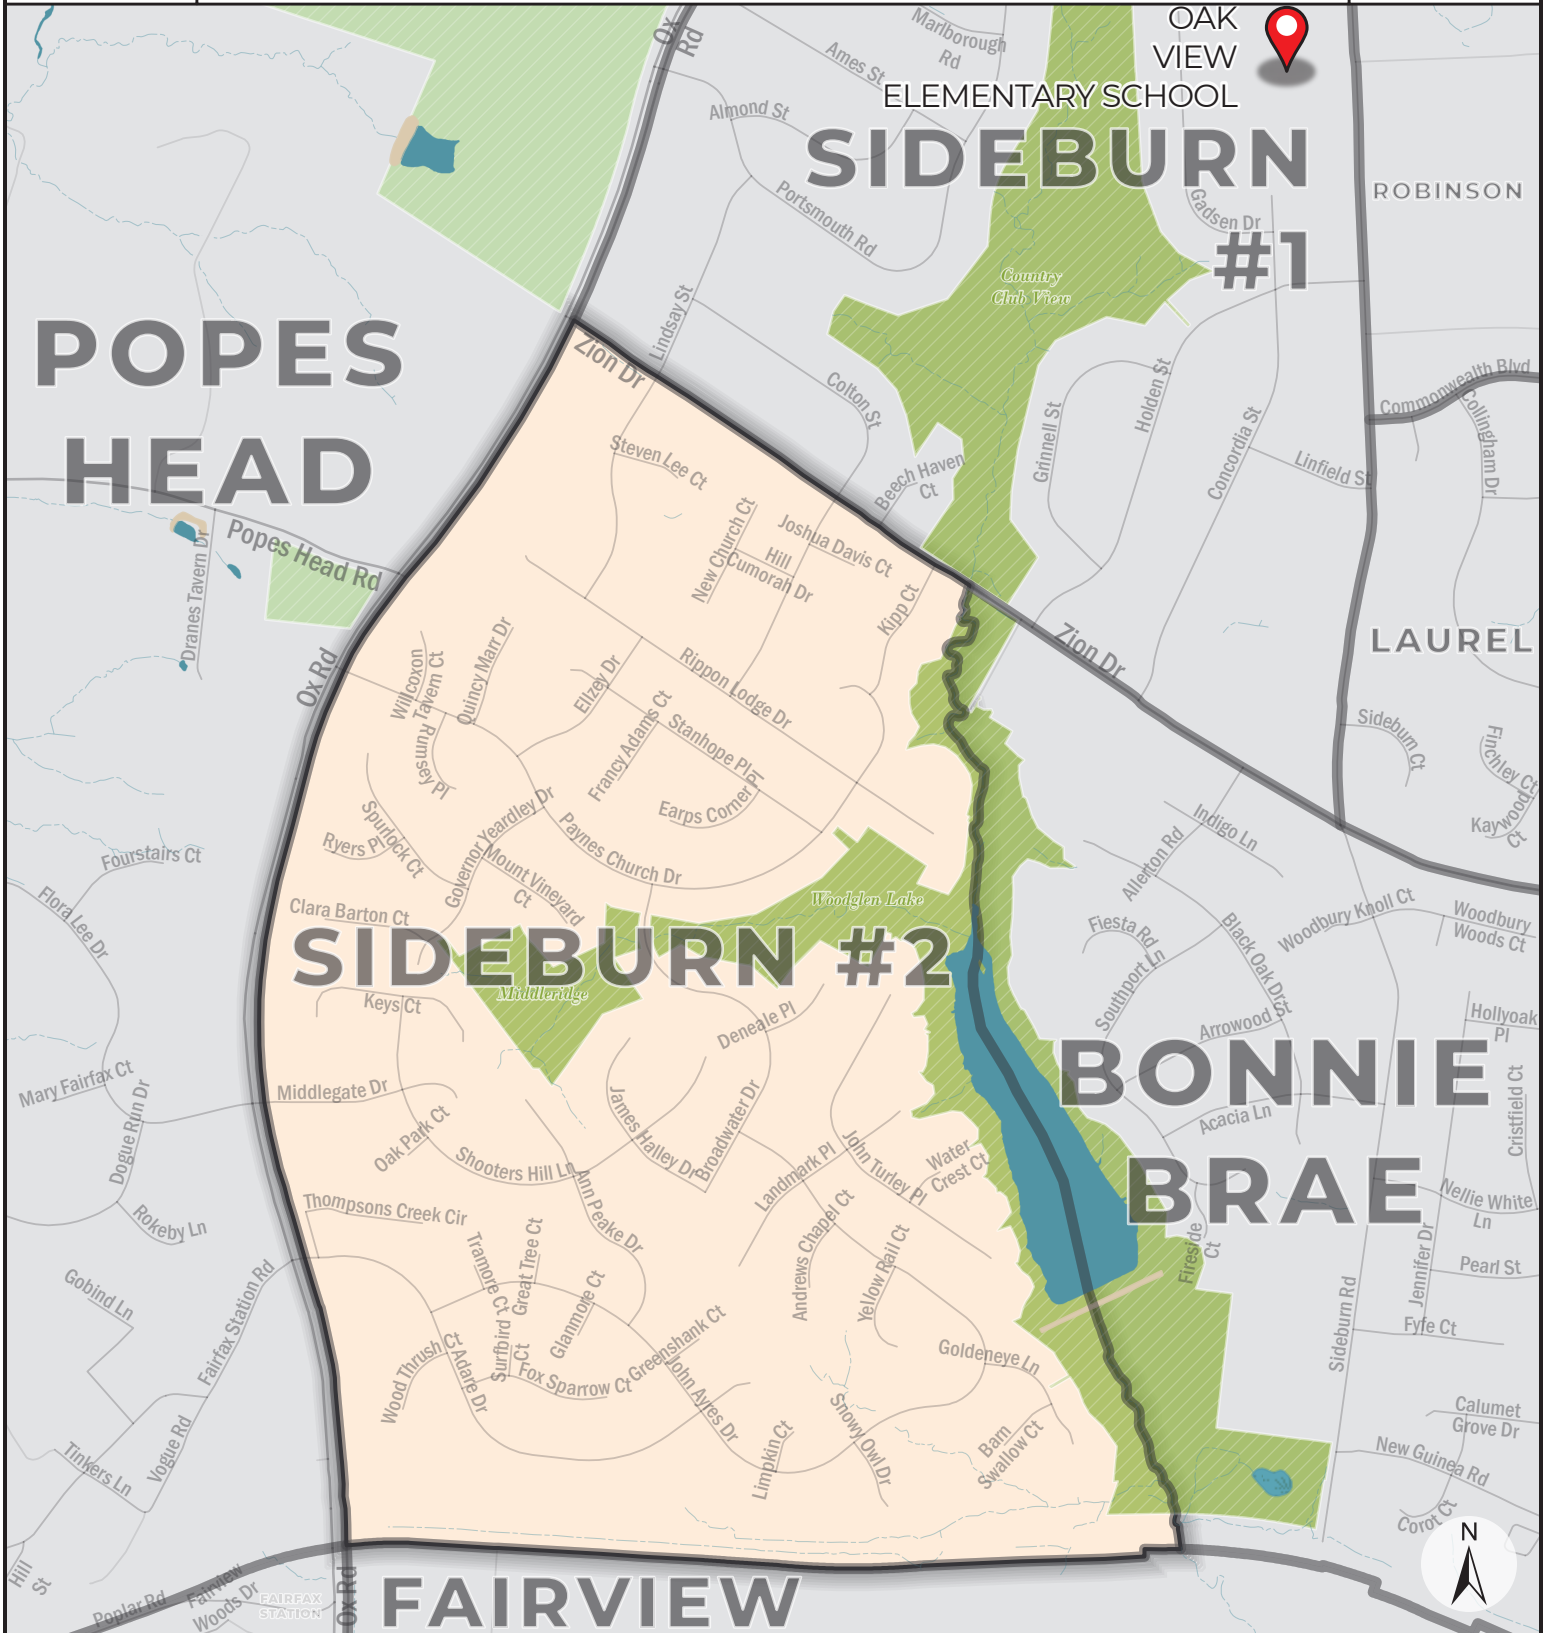 OAK
VIEW
ELEMENTARY SCHOOL
Ox
Rd
Marlborough
Rd
Ames St
Almond St
SIDEBURN
#1
ROBINSON
Portsmouth Rd
Gadsen Dr
Country
Club View
Lindsay St
POPES
HEAD
Zion Dr
Colton St
Holden St
Commonwealth Blvd
Collingham Dr
Grinnell St
Concordia St
Linfield St
Steven Lee Ct
Beech Haven
Ct
New Church Ct
Joshua Davis Ct
Hill
Cumorah Dr
Popes Head Rd
Dranes Tavern Dr
Kipp Ct
Zion Dr
LAUREL
Ox Rd
Willcoxon
Tavern Ct
Quincy Marr Dr
Ellzey Dr
Rippon Lodge Dr
Rumsey Pl
Francy Adams Ct
Stanhope Pl
Sideburn Ct
Finchley Ct
Kaywood
Ct
Earps Corner Pl
Spurlock Ct
Ryers Pl
Governor Yeardley Dr
Paynes Church Dr
Mount Vineyard
Ct
Indigo Ln
Allerton Rd
Fourstairs Ct
Flora Lee Dr
Clara Barton Ct
Woodglen Lake
Fiesta Rd
Black Oak Dr
Woodbury Knoll Ct
Woodbury
Woods Ct
SIDEBURN #2
Middleridge
Southport Ln
Keys Ct
Deneale Pl
Arrowood St
Hollyoak
Pl
BONNIE
BRAE
Mary Fairfax Ct
Middlegate Dr
Dogue Run Dr
Oak Park Ct
James Halley Dr
Broadwater Dr
Acacia Ln
Cristfield Ct
Shooters Hill Ln
Landmark Pl
John Turley Pl
Water
Crest Ct
Ann Peake Dr
Thompsons Creek Cir
Rokeby Ln
Nellie White
Ln
Andrews Chapel Ct
Yellow Rail Ct
Tramore Ct
Great Tree Ct
Glanmore Ct
Fireside
Ct
Jennifer Dr
Pearl St
Gobind Ln
Fairfax Station Rd
Sideburn Rd
Fyfe Ct
Wood Thrush Ct
Adare Dr
Surfbird
Ct
Fox Sparrow Ct
Greenshank Ct
John Ayres Dr
Goldeneye Ln
Snowy Owl Dr
Limpkin Ct
Barn
Swallow Ct
Calumet
Grove Dr
New Guinea Rd
Corot Ct
Vogue Rd
Tinkers Ln
N
Hill
St
Poplar Rd
Fairview
Woods Dr
FAIRFAX
STATION
Ox Rd
FAIRVIEW